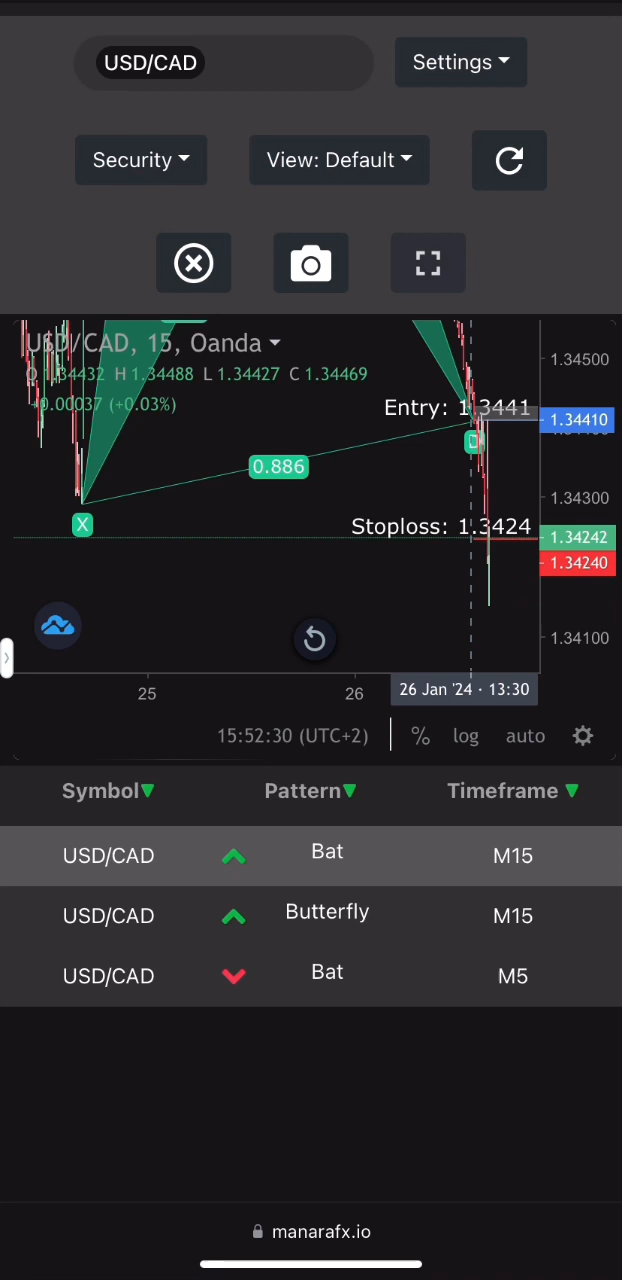 USD/CAD
Settings
Security
View: Default
USD/CAD, 15, Oanda
O 1.34432 H 1.34488 L 1.34427 C 1.34469
+0.00037 (+0.03%)
1.34500
Entry: 1.3441
1.34410
D
0.886
1.34300
X
Stoploss: 1.3424
1.34242
1.34240
1.34100
25
26
26 Jan '24 · 13:30
15:52:30 (UTC+2)
%
log
auto
Symbol Pattern Timeframe
USD/CAD Bat M15
USD/CAD Butterfly M15
USD/CAD Bat M5
manarafx.io